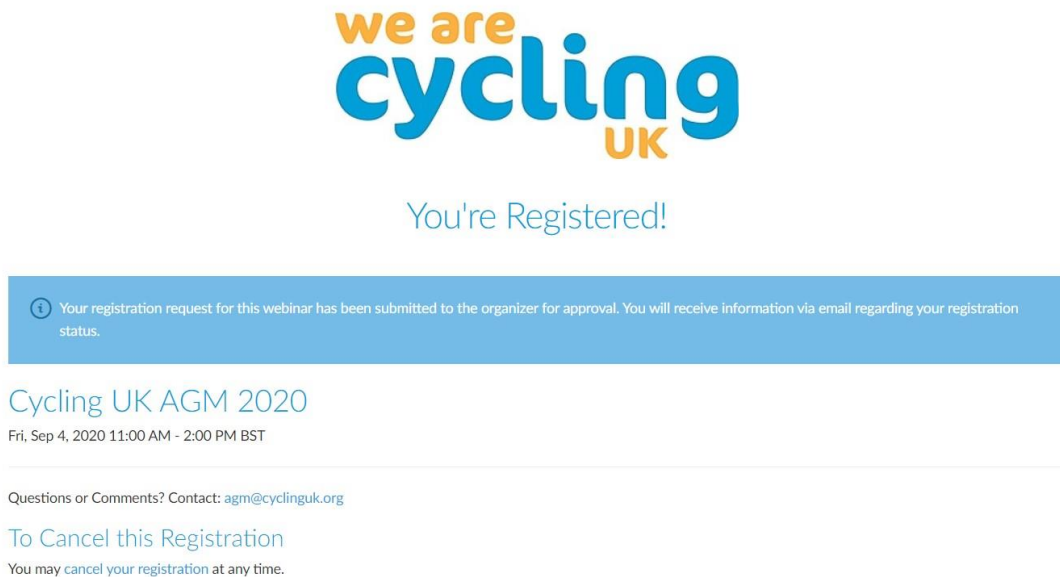 we are
cycling
UK
You're Registered!
Your registration request for this webinar has been submitted to the organizer for approval. You will receive information via email regarding your registration
status.
Cycling UK AGM 2020
Fri, Sep 4, 2020 11:00 AM - 2:00 PM BST
Questions or Comments? Contact: agm@cyclinguk.org
To Cancel this Registration
You may cancel your registration at any time.